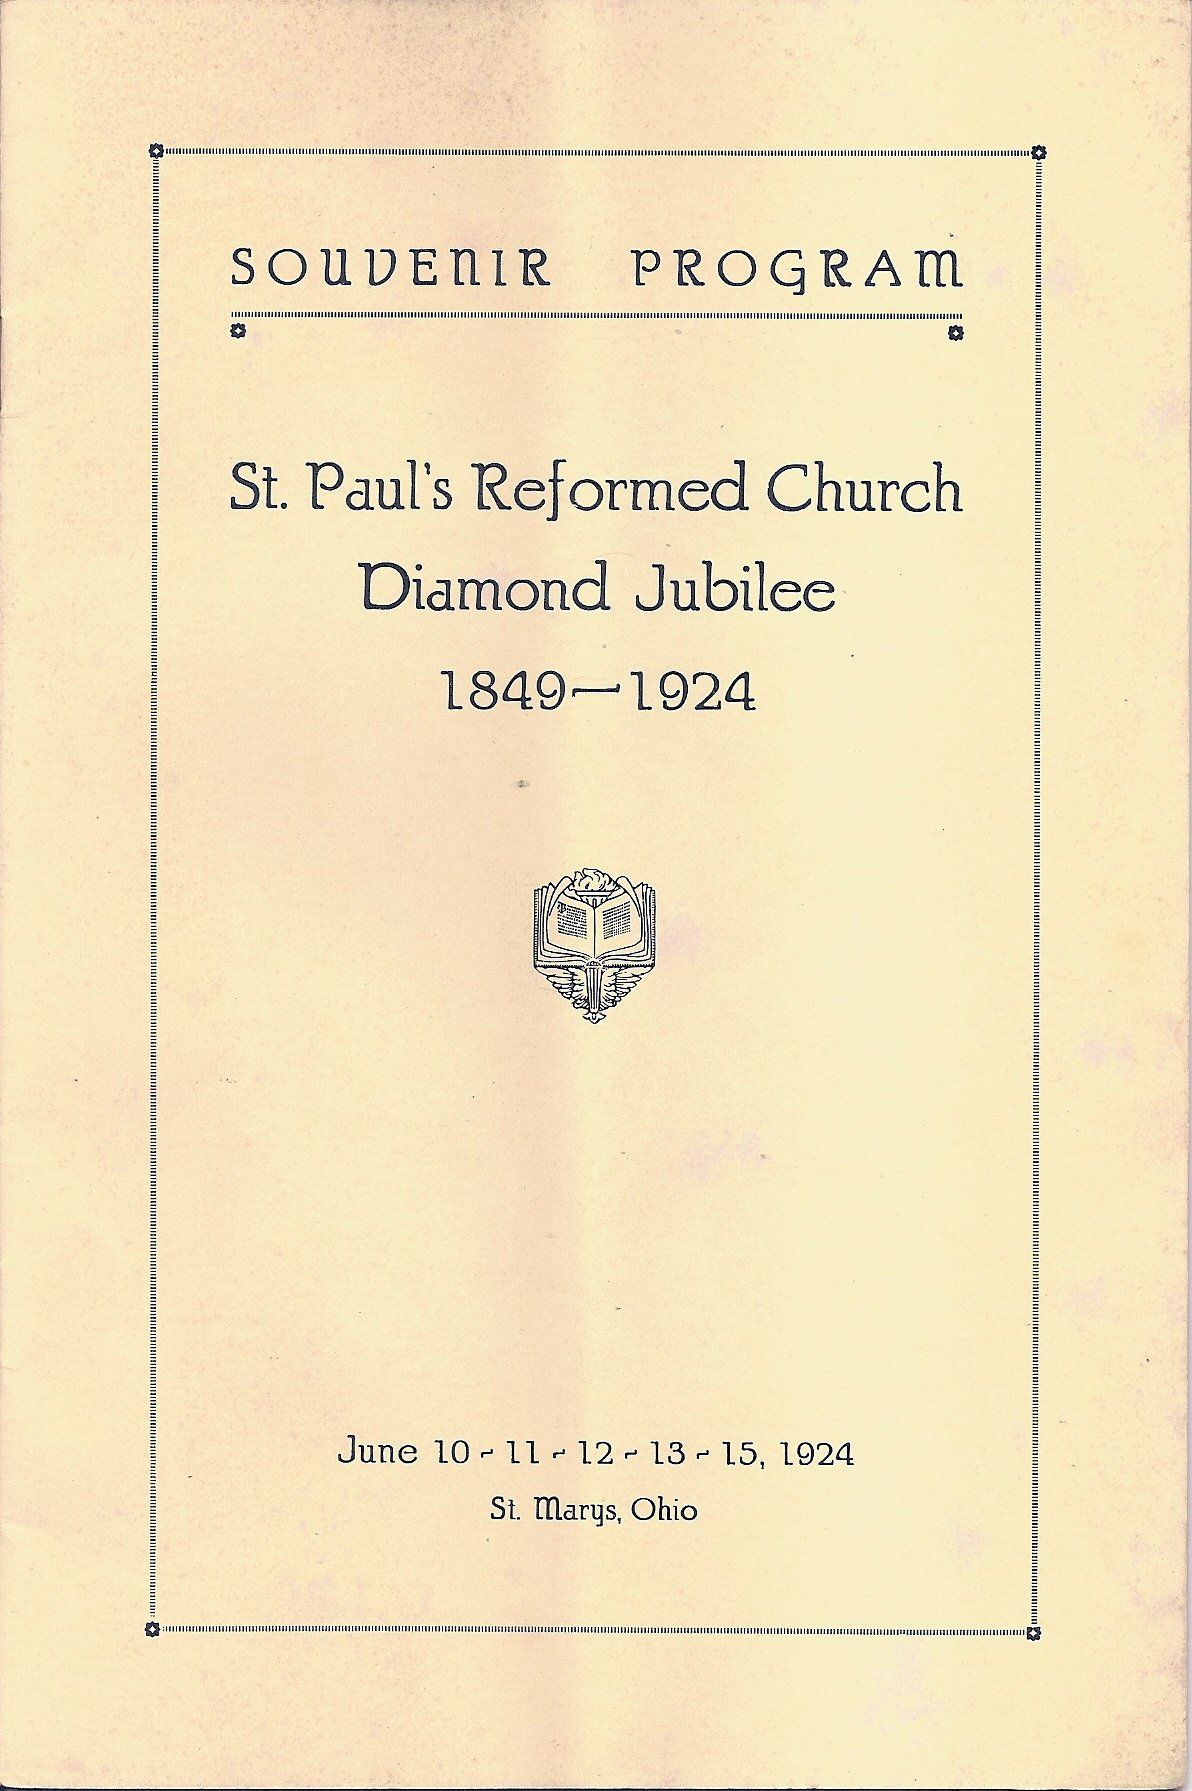 SOUVENIR PROGRAM
St. Paul's Reformed Church
Diamond Jubilee
1849—1924
June 10 - 11 - 12 - 13 - 15, 1924
St. Marys, Ohio